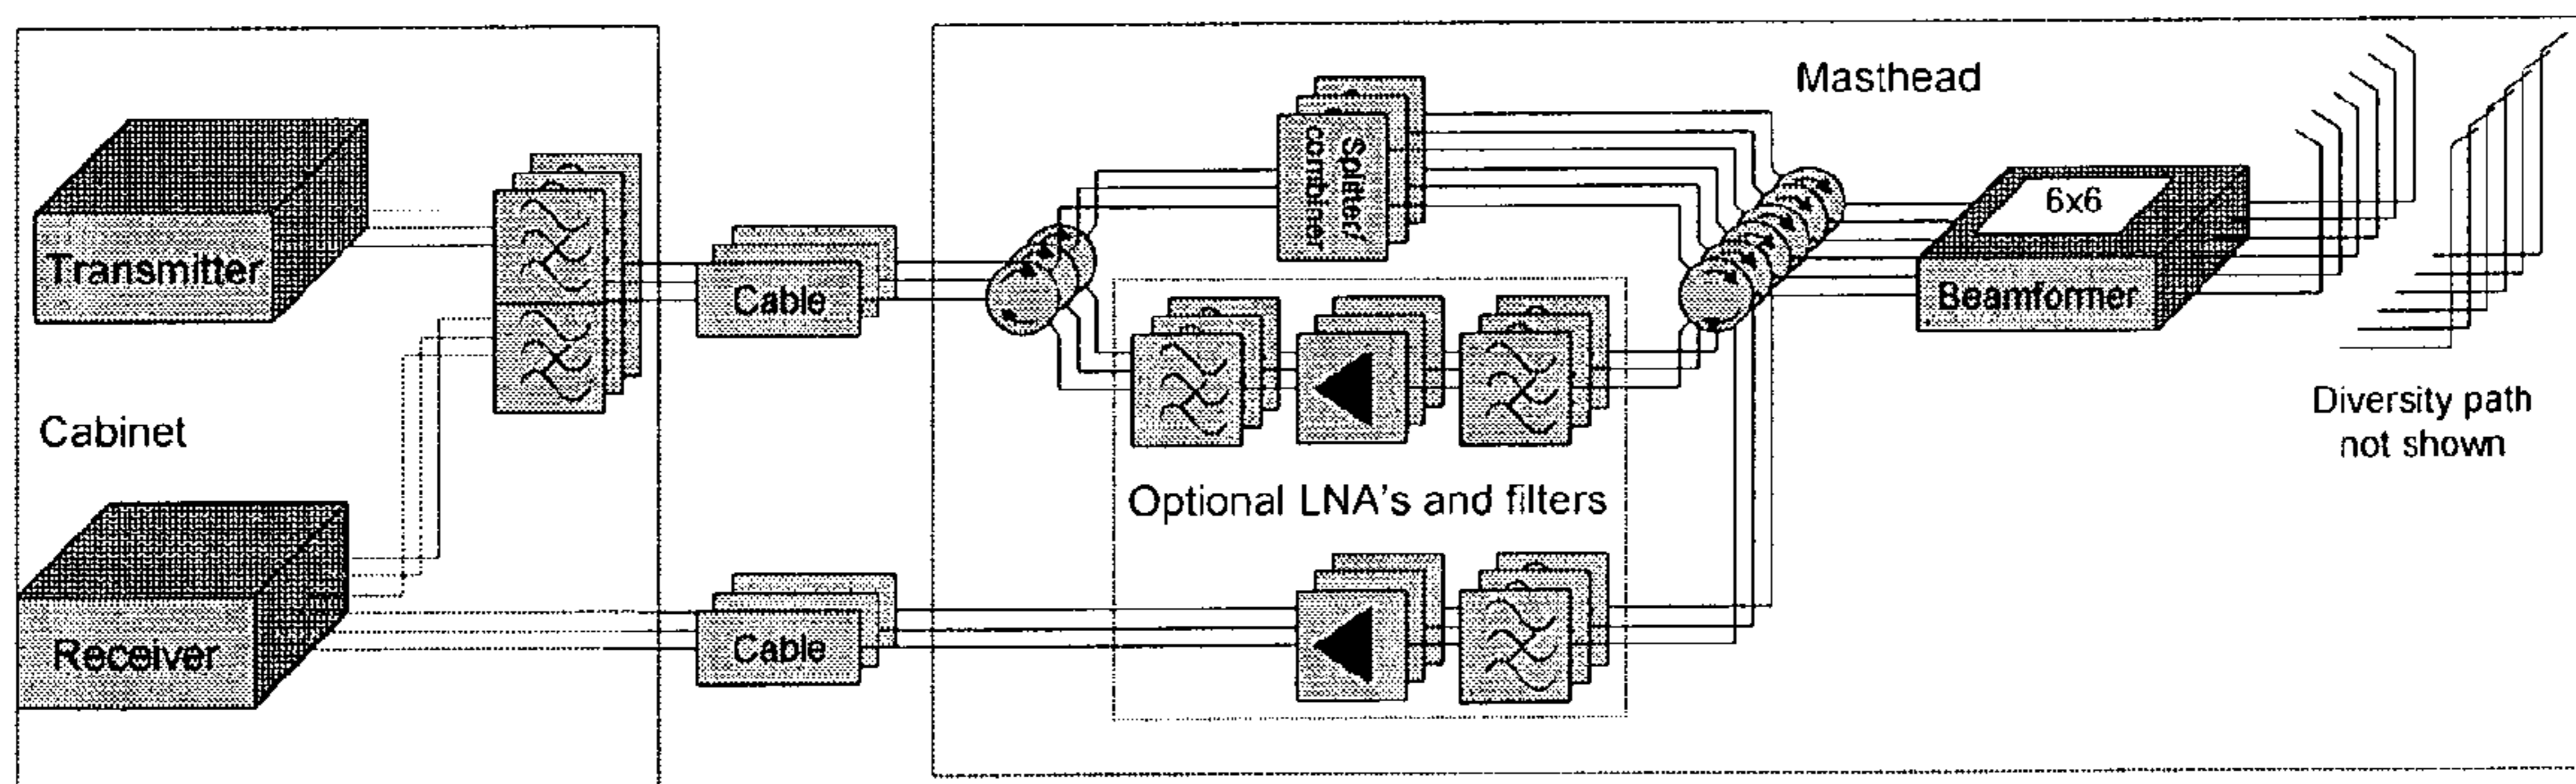 Masthead
Splitter/
combiner
6x6
Transmitter
Cable
Beamformer
Cabinet
Diversity path
not shown
Optional LNA's and filters
Receiver
Cable